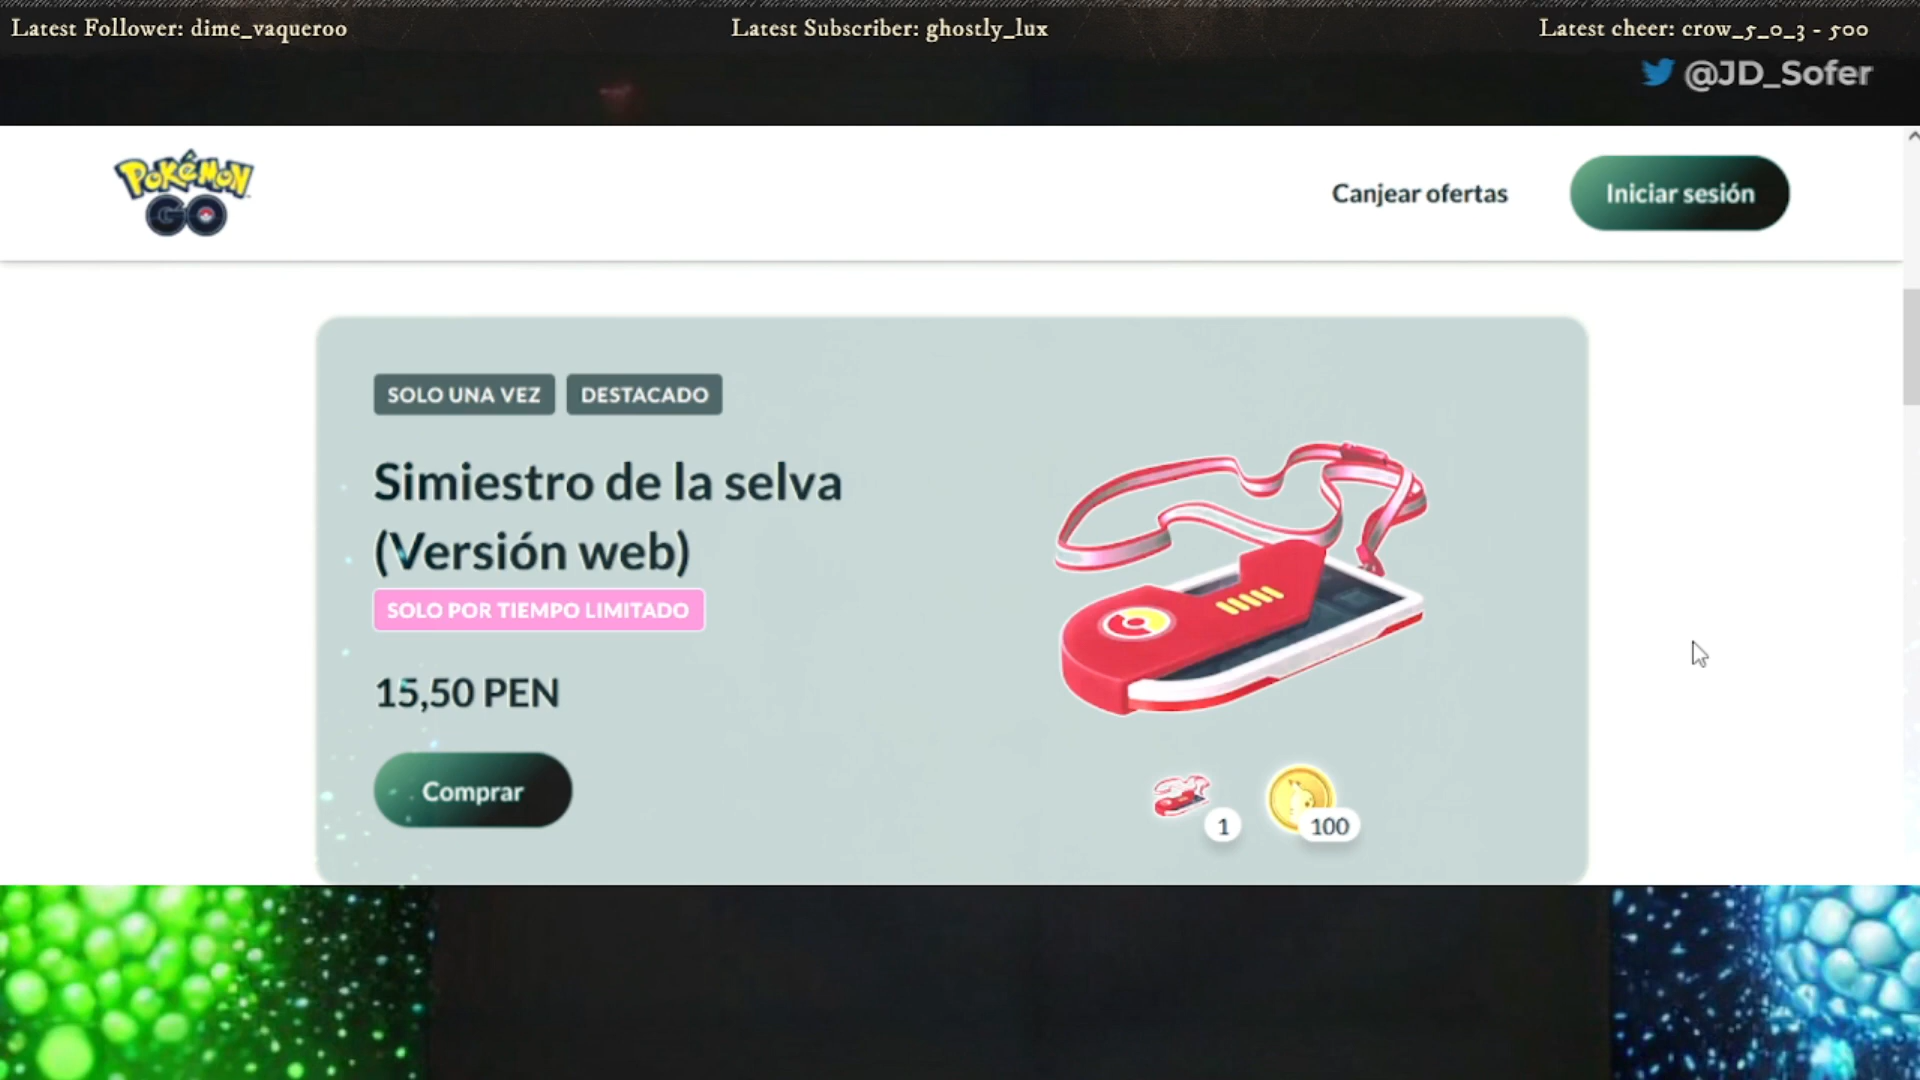 Latest Follower: dime_vaqueroo
Latest Subscriber: ghostly_lux
Latest cheer: crow_5_0_3 - 500
@JD_Sofer
POKÉMON
GO
Canjear ofertas
Iniciar sesión
SOLO UNA VEZ
DESTACADO
Simiestro de la selva
(Versión web)
SOLO POR TIEMPO LIMITADO
15,50 PEN
Comprar
1
100